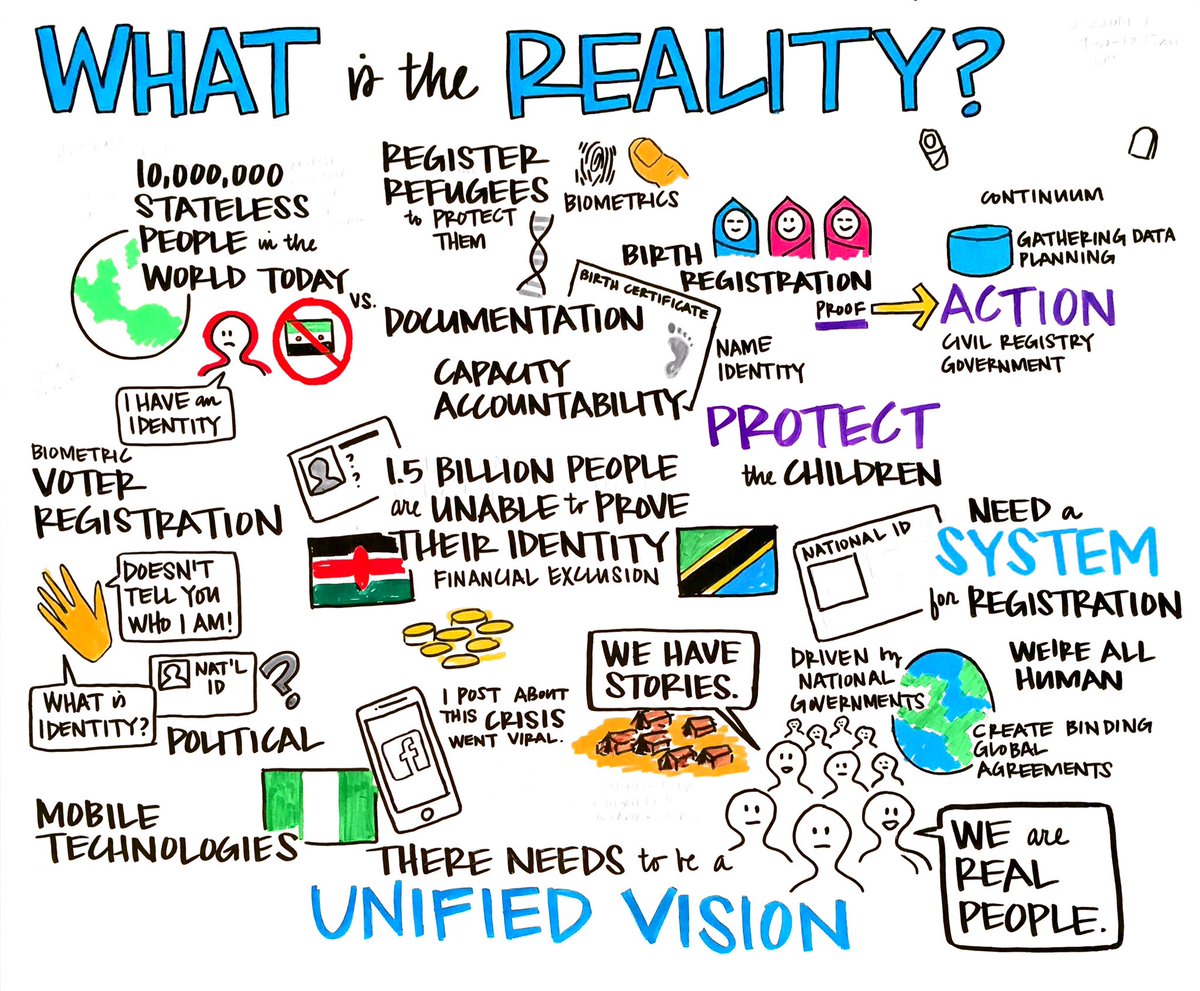 WHAT is the REALITY?
10,000,000
STATELESS
PEOPLE in the
WORLD TODAY
VS.
I HAVE an
IDENTITY
REGISTER
REFUGEES
to PROTECT
THEM
BIOMETRICS
DOCUMENTATION
CAPACITY
ACCOUNTABILITY
BIRTH CERTIFICATE
BIRTH
REGISTRATION
PROOF
NAME
IDENTITY
CONTINUUM
GATHERING DATA
PLANNING
ACTION
CIVIL REGISTRY
GOVERNMENT
PROTECT
the CHILDREN
BIOMETRIC
VOTER
REGISTRATION
? ? ?
1.5 BILLION PEOPLE
are UNABLE to PROVE
THEIR IDENTITY
FINANCIAL EXCLUSION
NATIONAL ID
NEED a
SYSTEM
for REGISTRATION
DOESN'T
TELL YOU
WHO I AM!
WHAT is
IDENTITY?
NAT'L
ID
?
POLITICAL
MOBILE
TECHNOLOGIES
f
I POST ABOUT
THIS CRISIS
WENT VIRAL.
WE HAVE
STORIES.
DRIVEN by
NATIONAL
GOVERNMENTS
WE'RE ALL
HUMAN
CREATE BINDING
GLOBAL
AGREEMENTS
WE are
REAL
PEOPLE.
THERE NEEDS to be a
UNIFIED VISION